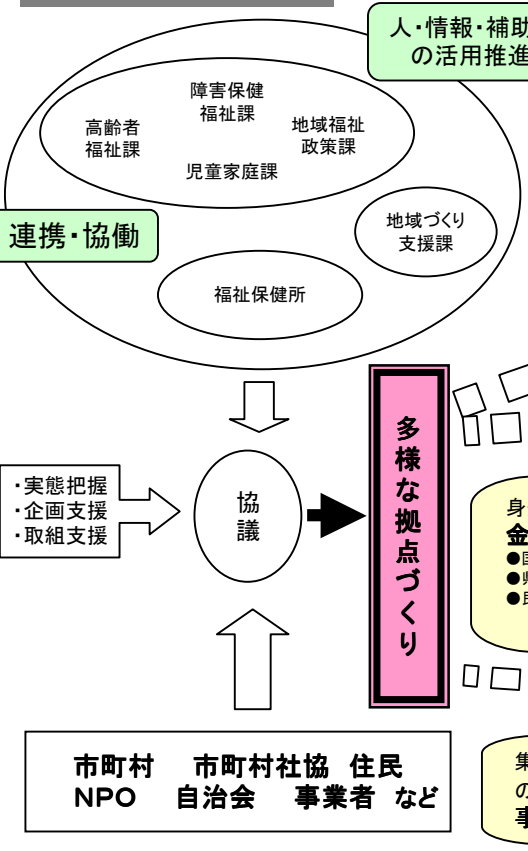 人・情報・補助
の活用推進
障害保健
福祉課
高齢者
福祉課
地域福祉
政策課
児童家庭課
地域づくり
支援課
連携・協働
福祉保健所
・実態把握
・企画支援
・取組支援
協議
多様な拠点づくり
身
金
●国
●県
●民
市町村 市町村社協 住民
NPO 自治会 事業者 など
集
の
事